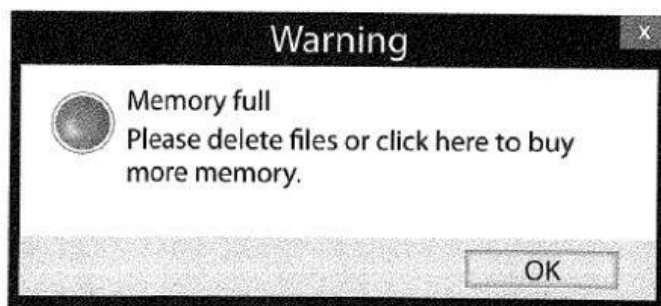 Warning
x
Memory full
Please delete files or click here to buy
more memory.
OK